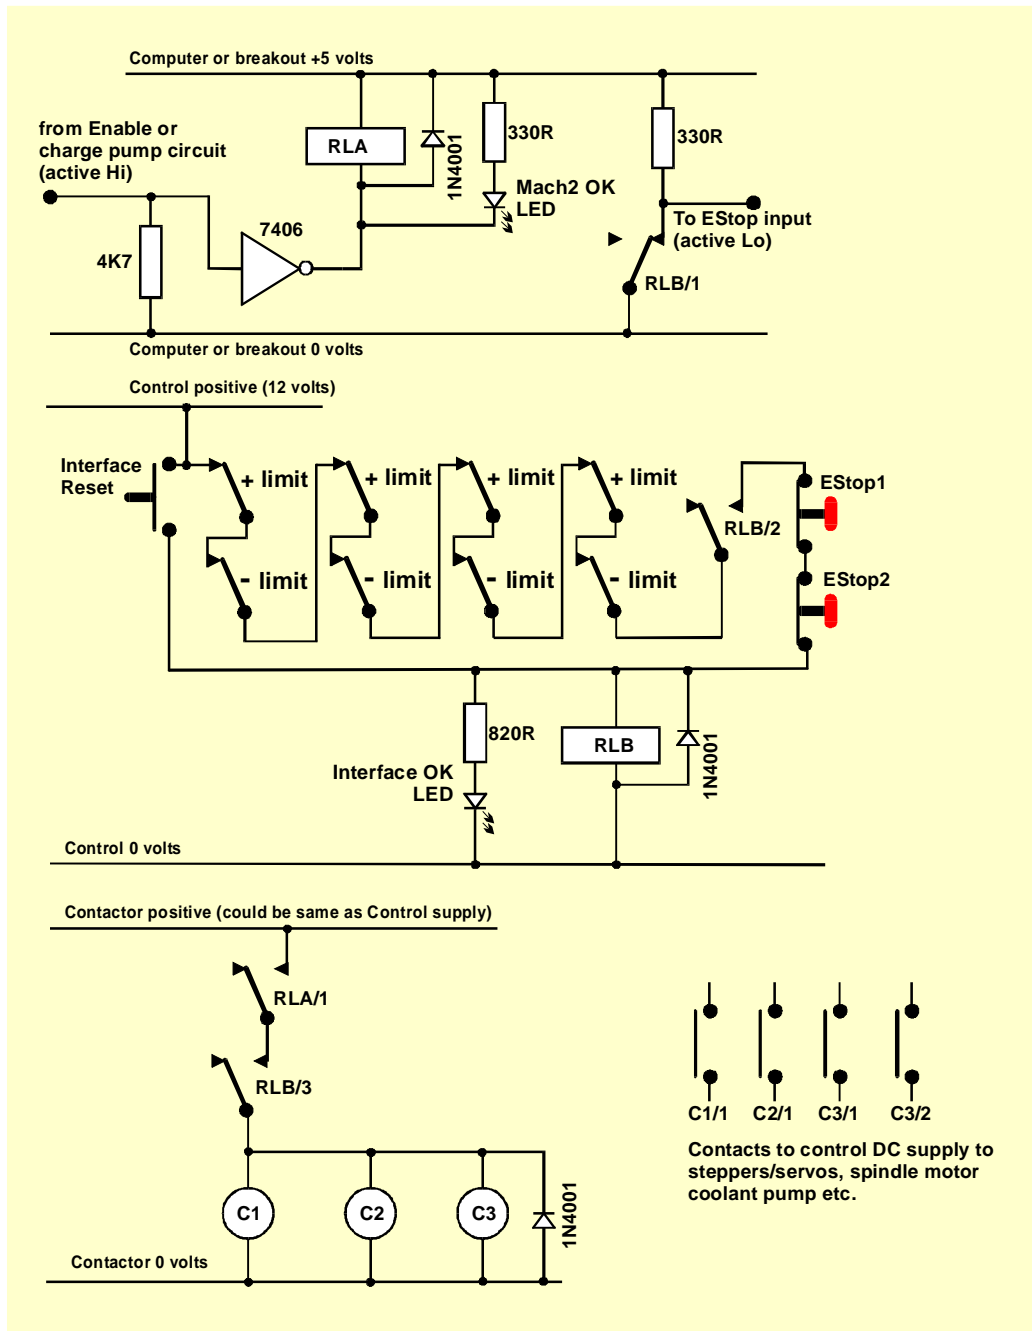 Computer or breakout +5 volts
from Enable or
charge pump circuit
(active Hi)
RLA
1N4001
330R
330R
Mach2 OK
LED
To EStop input
(active Lo)
7406
4K7
RLB/1
Computer or breakout 0 volts
Control positive (12 volts)
Interface
Reset
+ limit
+ limit
+ limit
+ limit
EStop1
RLB/2
- limit
- limit
- limit
- limit
EStop2
820R
RLB
1N4001
Interface OK
LED
Control 0 volts
Contactor positive (could be same as Control supply)
RLA/1
RLB/3
C1/1
C2/1
C3/1
C3/2
Contacts to control DC supply to
steppers/servos, spindle motor
coolant pump etc.
C1
C2
C3
1N4001
Contactor 0 volts